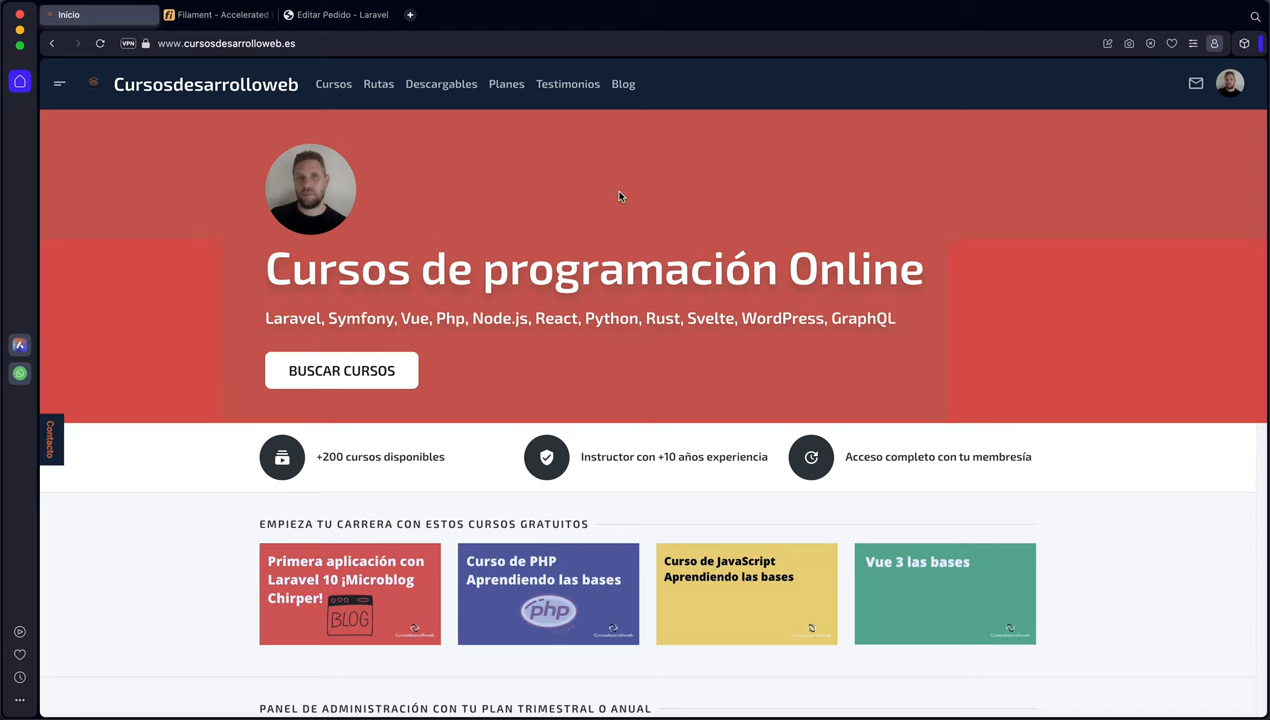 Inicio
Filament - Accelerated
Editar Pedido - Laravel
VPN
www.cursosdesarrolloweb.es
Cursosdesarrolloweb
Cursos
Rutas
Descargables
Planes
Testimonios
Blog
Cursos de programación Online
Laravel, Symfony, Vue, Php, Node.js, React, Python, Rust, Svelte, WordPress, GraphQL
BUSCAR CURSOS
Contacto
+200 cursos disponibles
Instructor con +10 años experiencia
Acceso completo con tu membresía
EMPIEZA TU CARRERA CON ESTOS CURSOS GRATUITOS
Primera aplicación con
Laravel 10 ¡Microblog
Chirper!
BLOG
Cursosdesarrolloweb
Curso de PHP
Aprendiendo las bases
php
Cursosdesarrolloweb
Curso de JavaScript
Aprendiendo las bases
Vue 3 las bases
Cursosdesarrolloweb
PANEL DE ADMINISTRACIÓN CON TU PLAN TRIMESTRAL O ANUAL